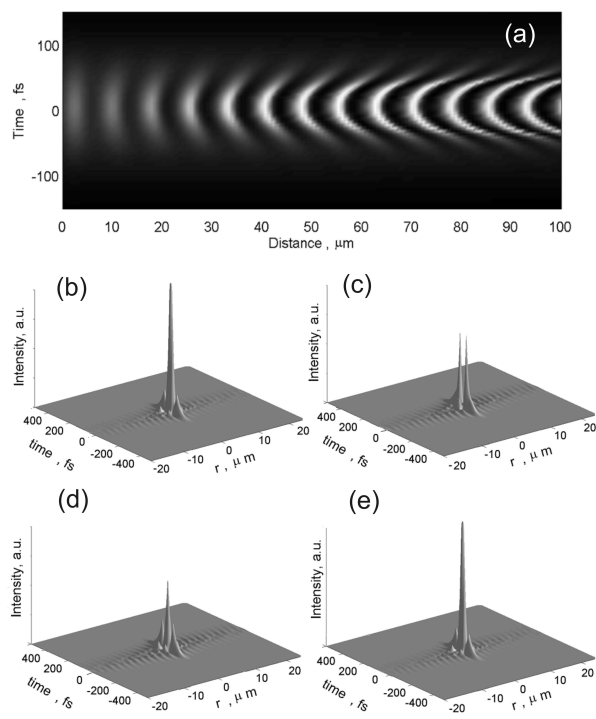 (a)
Time , fs
100
0
-100
0 10 20 30 40 50 60 70 80 90 100
Distance , μm
(b)
Intensity, a.u.
400
200
0
-200
-400
time , fs
-20
-10
0
10
20
r , μ m
(c)
Intensity, a.u.
400
200
0
-200
-400
time , fs
-20
-10
0
10
20
r , μ m
(d)
Intensity, a.u.
400
200
0
-200
-400
time , fs
-20
-10
0
10
20
r , μ m
(e)
Intensity, a.u.
400
200
0
-200
-400
time , fs
-20
-10
0
10
20
r , μ m